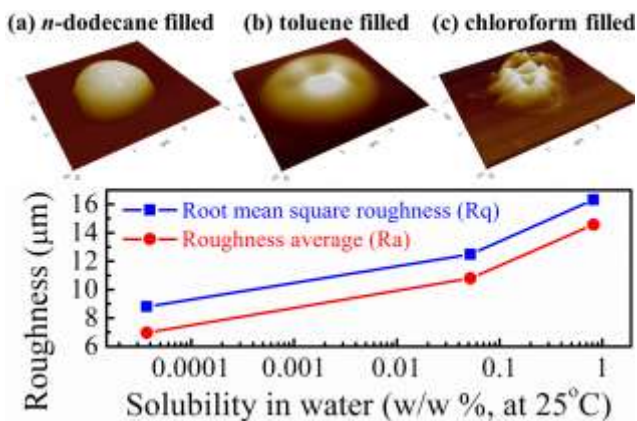 (a) n-dodecane filled (b) toluene filled (c) chloroform filled
Roughness (μm)
16
14
12
10
8
6
Root mean square roughness (Rq)
Roughness average (Ra)
0.0001 0.001 0.01 0.1 1
Solubility in water (w/w %, at 25°C)